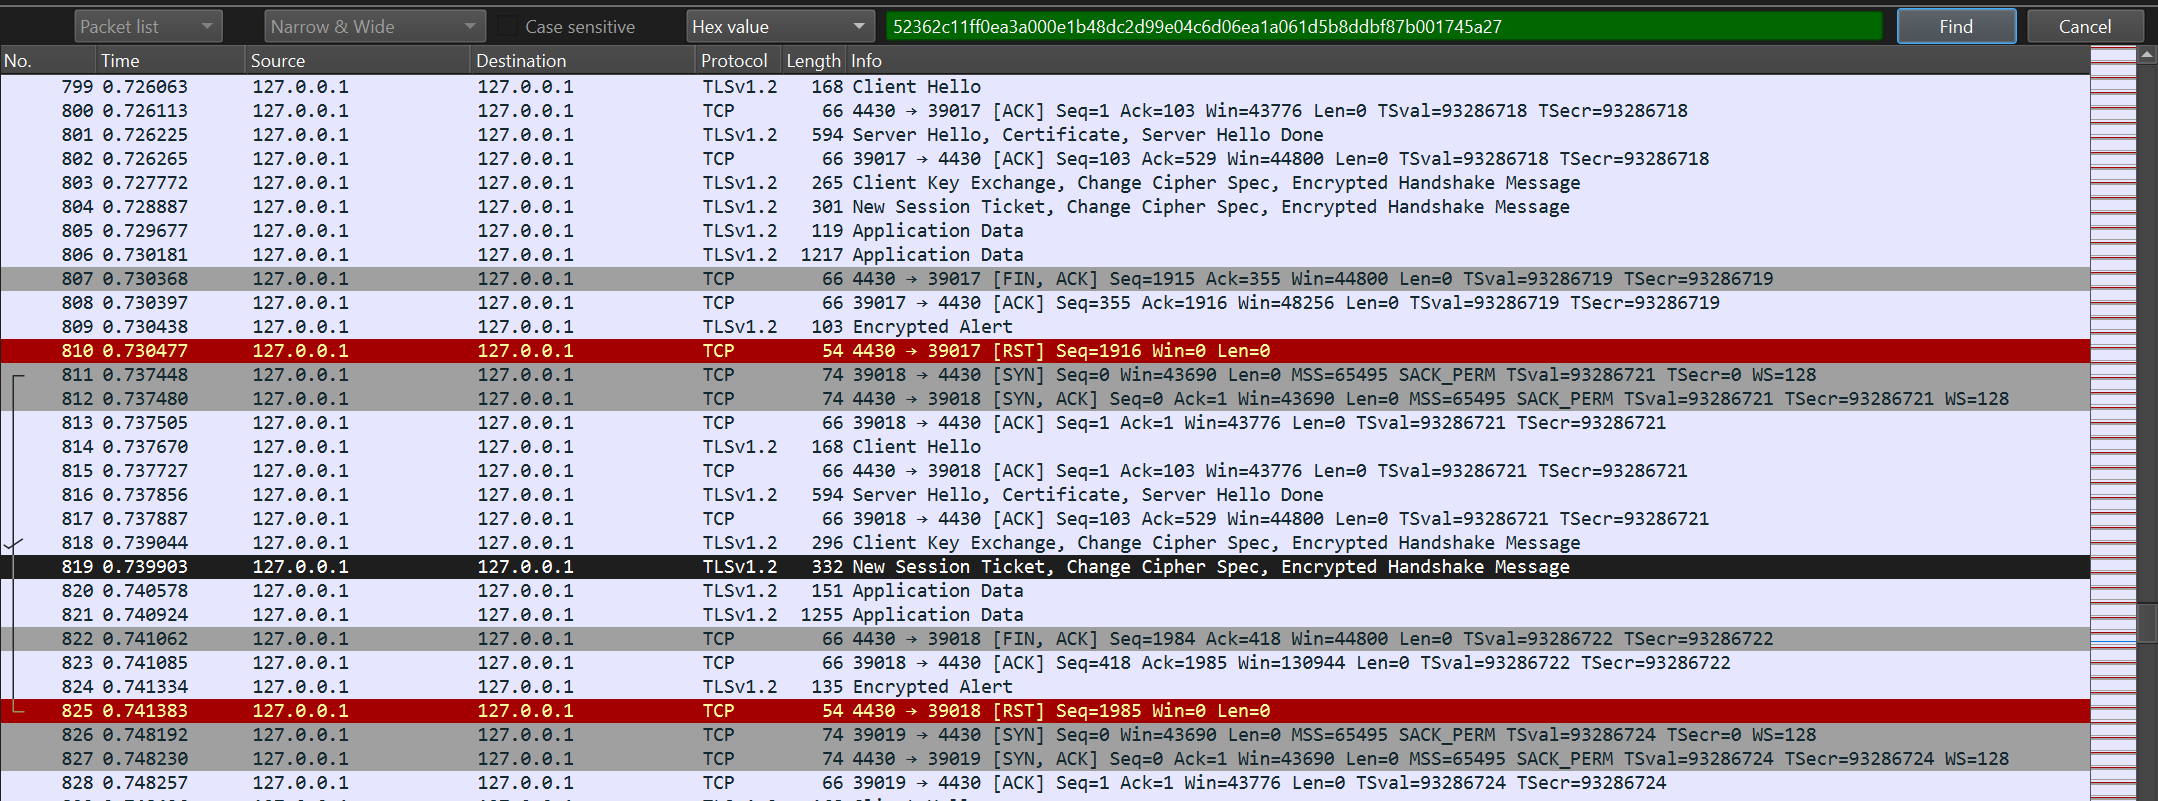 Packet list Narrow & Wide Case sensitive Hex value 52362c11ff0ea3a000e1b48dc2d99e04c6d06ea1a061d5b8ddbf87b001745a27 Find Cancel
No. Time Source Destination Protocol Length Info
799 0.726063 127.0.0.1 127.0.0.1 TLSv1.2 168 Client Hello
800 0.726113 127.0.0.1 127.0.0.1 TCP 66 4430 → 39017 [ACK] Seq=1 Ack=103 Win=43776 Len=0 TSval=93286718 TSecr=93286718
801 0.726225 127.0.0.1 127.0.0.1 TLSv1.2 594 Server Hello, Certificate, Server Hello Done
802 0.726265 127.0.0.1 127.0.0.1 TCP 66 39017 → 4430 [ACK] Seq=103 Ack=529 Win=44800 Len=0 TSval=93286718 TSecr=93286718
803 0.727772 127.0.0.1 127.0.0.1 TLSv1.2 265 Client Key Exchange, Change Cipher Spec, Encrypted Handshake Message
804 0.728887 127.0.0.1 127.0.0.1 TLSv1.2 301 New Session Ticket, Change Cipher Spec, Encrypted Handshake Message
805 0.729677 127.0.0.1 127.0.0.1 TLSv1.2 119 Application Data
806 0.730181 127.0.0.1 127.0.0.1 TLSv1.2 1217 Application Data
807 0.730368 127.0.0.1 127.0.0.1 TCP 66 4430 → 39017 [FIN, ACK] Seq=1915 Ack=355 Win=44800 Len=0 TSval=93286719 TSecr=93286719
808 0.730397 127.0.0.1 127.0.0.1 TCP 66 39017 → 4430 [ACK] Seq=355 Ack=1916 Win=48256 Len=0 TSval=93286719 TSecr=93286719
809 0.730438 127.0.0.1 127.0.0.1 TLSv1.2 103 Encrypted Alert
810 0.730477 127.0.0.1 127.0.0.1 TCP 54 4430 → 39017 [RST] Seq=1916 Win=0 Len=0
811 0.737448 127.0.0.1 127.0.0.1 TCP 74 39018 → 4430 [SYN] Seq=0 Win=43690 Len=0 MSS=65495 SACK_PERM TSval=93286721 TSecr=0 WS=128
812 0.737480 127.0.0.1 127.0.0.1 TCP 74 4430 → 39018 [SYN, ACK] Seq=0 Ack=1 Win=43690 Len=0 MSS=65495 SACK_PERM TSval=93286721 TSecr=93286721 WS=128
813 0.737505 127.0.0.1 127.0.0.1 TCP 66 39018 → 4430 [ACK] Seq=1 Ack=1 Win=43776 Len=0 TSval=93286721 TSecr=93286721
814 0.737670 127.0.0.1 127.0.0.1 TLSv1.2 168 Client Hello
815 0.737727 127.0.0.1 127.0.0.1 TCP 66 4430 → 39018 [ACK] Seq=1 Ack=103 Win=43776 Len=0 TSval=93286721 TSecr=93286721
816 0.737856 127.0.0.1 127.0.0.1 TLSv1.2 594 Server Hello, Certificate, Server Hello Done
817 0.737887 127.0.0.1 127.0.0.1 TCP 66 39018 → 4430 [ACK] Seq=103 Ack=529 Win=44800 Len=0 TSval=93286721 TSecr=93286721
818 0.739044 127.0.0.1 127.0.0.1 TLSv1.2 296 Client Key Exchange, Change Cipher Spec, Encrypted Handshake Message
819 0.739903 127.0.0.1 127.0.0.1 TLSv1.2 332 New Session Ticket, Change Cipher Spec, Encrypted Handshake Message
820 0.740578 127.0.0.1 127.0.0.1 TLSv1.2 151 Application Data
821 0.740924 127.0.0.1 127.0.0.1 TLSv1.2 1255 Application Data
822 0.741062 127.0.0.1 127.0.0.1 TCP 66 4430 → 39018 [FIN, ACK] Seq=1984 Ack=418 Win=44800 Len=0 TSval=93286722 TSecr=93286722
823 0.741085 127.0.0.1 127.0.0.1 TCP 66 39018 → 4430 [ACK] Seq=418 Ack=1985 Win=130944 Len=0 TSval=93286722 TSecr=93286722
824 0.741334 127.0.0.1 127.0.0.1 TLSv1.2 135 Encrypted Alert
825 0.741383 127.0.0.1 127.0.0.1 TCP 54 4430 → 39018 [RST] Seq=1985 Win=0 Len=0
826 0.748192 127.0.0.1 127.0.0.1 TCP 74 39019 → 4430 [SYN] Seq=0 Win=43690 Len=0 MSS=65495 SACK_PERM TSval=93286724 TSecr=0 WS=128
827 0.748230 127.0.0.1 127.0.0.1 TCP 74 4430 → 39019 [SYN, ACK] Seq=0 Ack=1 Win=43690 Len=0 MSS=65495 SACK_PERM TSval=93286724 TSecr=93286724 WS=128
828 0.748257 127.0.0.1 127.0.0.1 TCP 66 39019 → 4430 [ACK] Seq=1 Ack=1 Win=43776 Len=0 TSval=93286724 TSecr=93286724